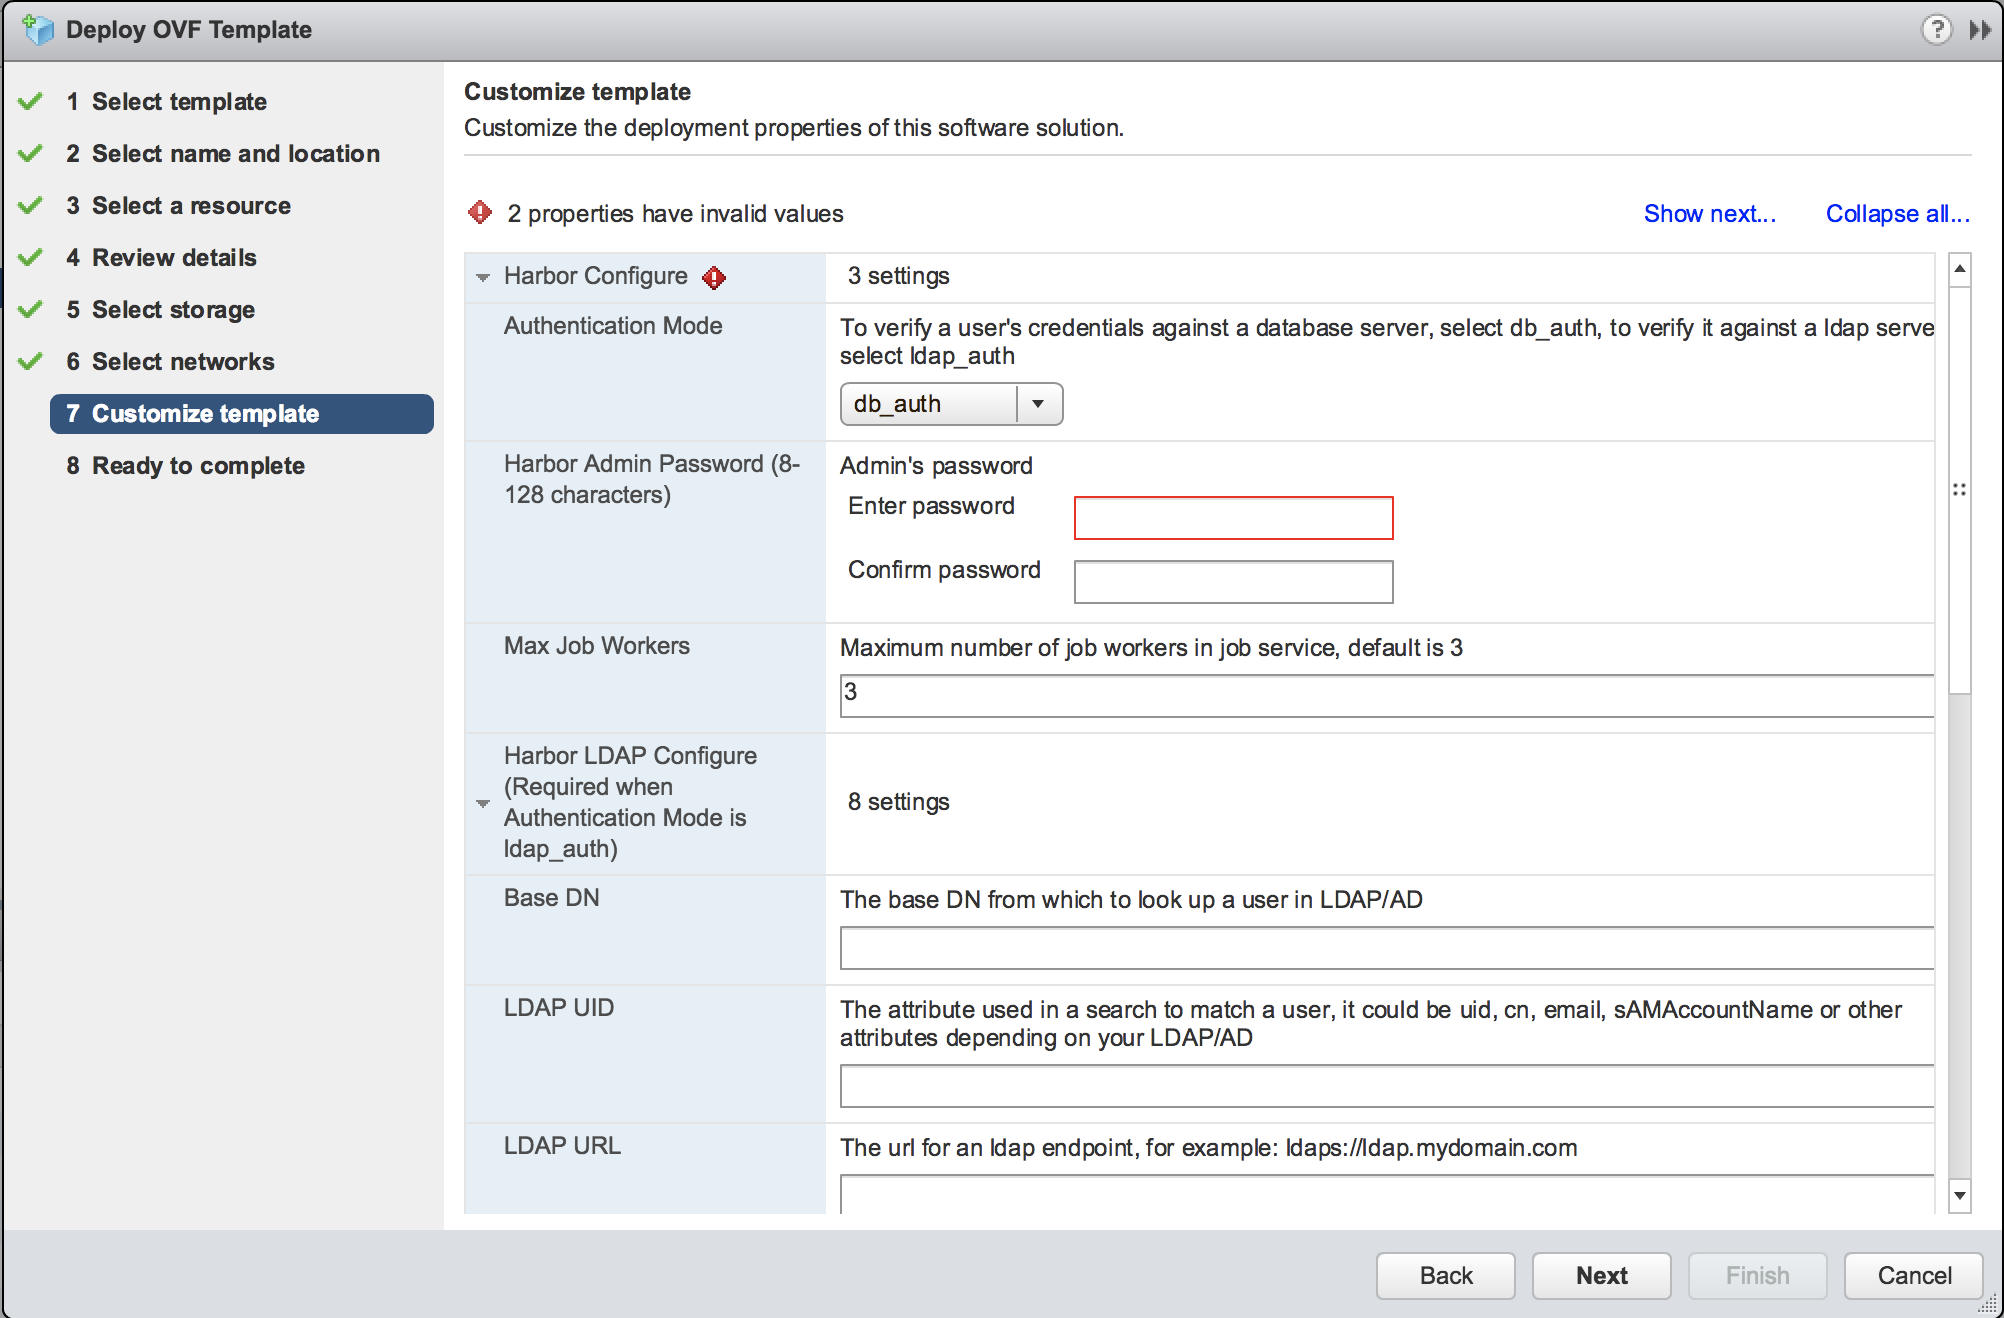 Deploy OVF Template
?
1 Select template
2 Select name and location
3 Select a resource
4 Review details
5 Select storage
6 Select networks
7 Customize template
8 Ready to complete
Customize template
Customize the deployment properties of this software solution.
2 properties have invalid values
Show next...
Collapse all...
Harbor Configure
3 settings
Authentication Mode
To verify a user's credentials against a database server, select db_auth, to verify it against a ldap serve
select ldap_auth
db_auth
Harbor Admin Password (8-
128 characters)
Admin's password
Enter password
Confirm password
Max Job Workers
Maximum number of job workers in job service, default is 3
3
Harbor LDAP Configure
(Required when
Authentication Mode is
ldap_auth)
8 settings
Base DN
The base DN from which to look up a user in LDAP/AD
LDAP UID
The attribute used in a search to match a user, it could be uid, cn, email, sAMAccountName or other
attributes depending on your LDAP/AD
LDAP URL
The url for an ldap endpoint, for example: ldaps://ldap.mydomain.com
Back
Next
Finish
Cancel